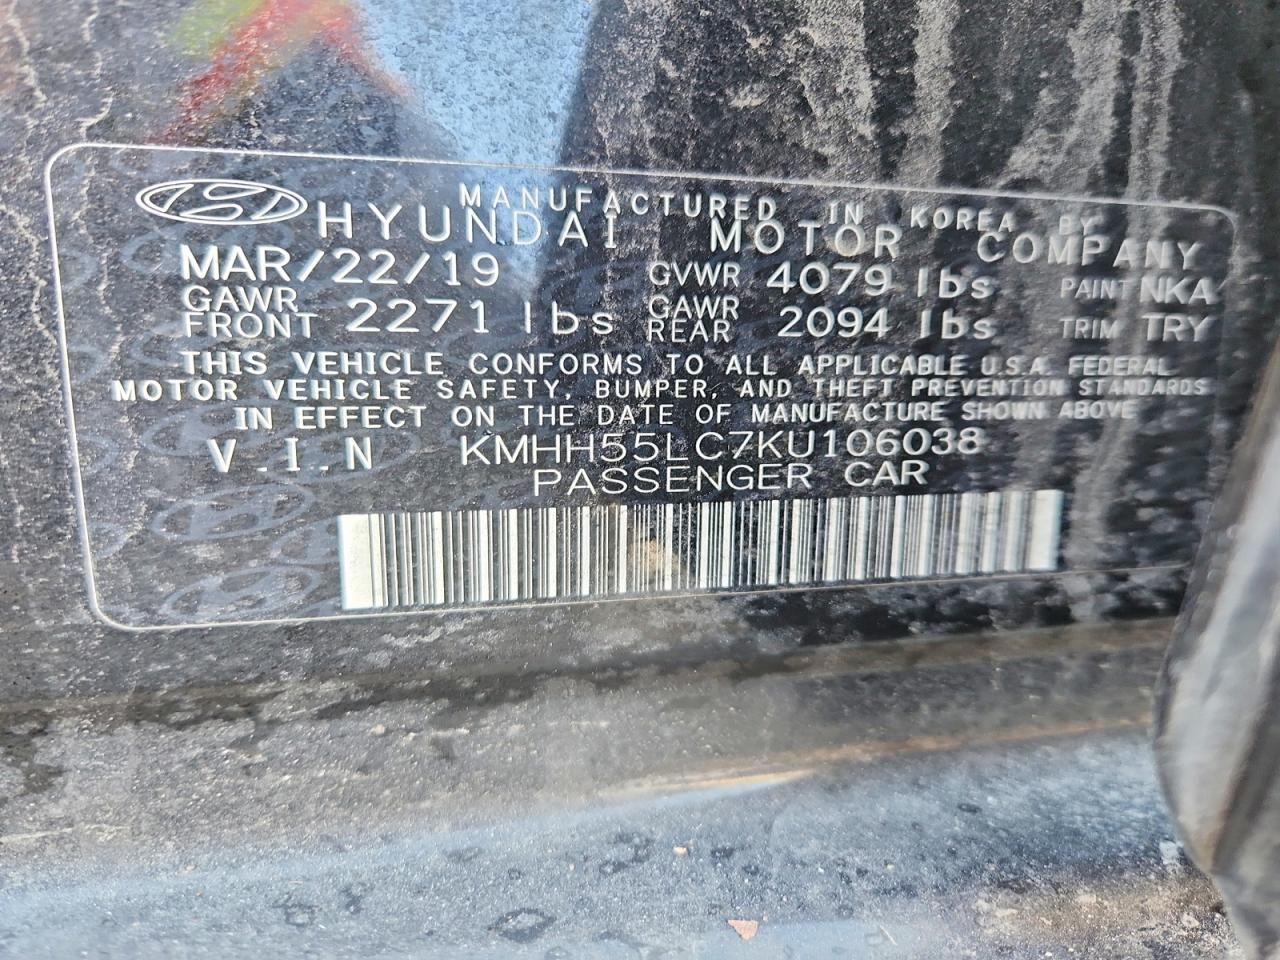 MANUFACTURED IN KOREA BY
HYUNDAI MOTOR COMPANY
MAR/22/19 GVWR 4079 lbs PAINT NKA
GAWR FRONT 2271 lbs GAWR REAR 2094 lbs TRIM TRY
THIS VEHICLE CONFORMS TO ALL APPLICABLE U.S.A. FEDERAL
MOTOR VEHICLE SAFETY, BUMPER, AND THEFT PREVENTION STANDARDS
IN EFFECT ON THE DATE OF MANUFACTURE SHOWN ABOVE
V.I.N KMHH55LC7KU106038
PASSENGER CAR